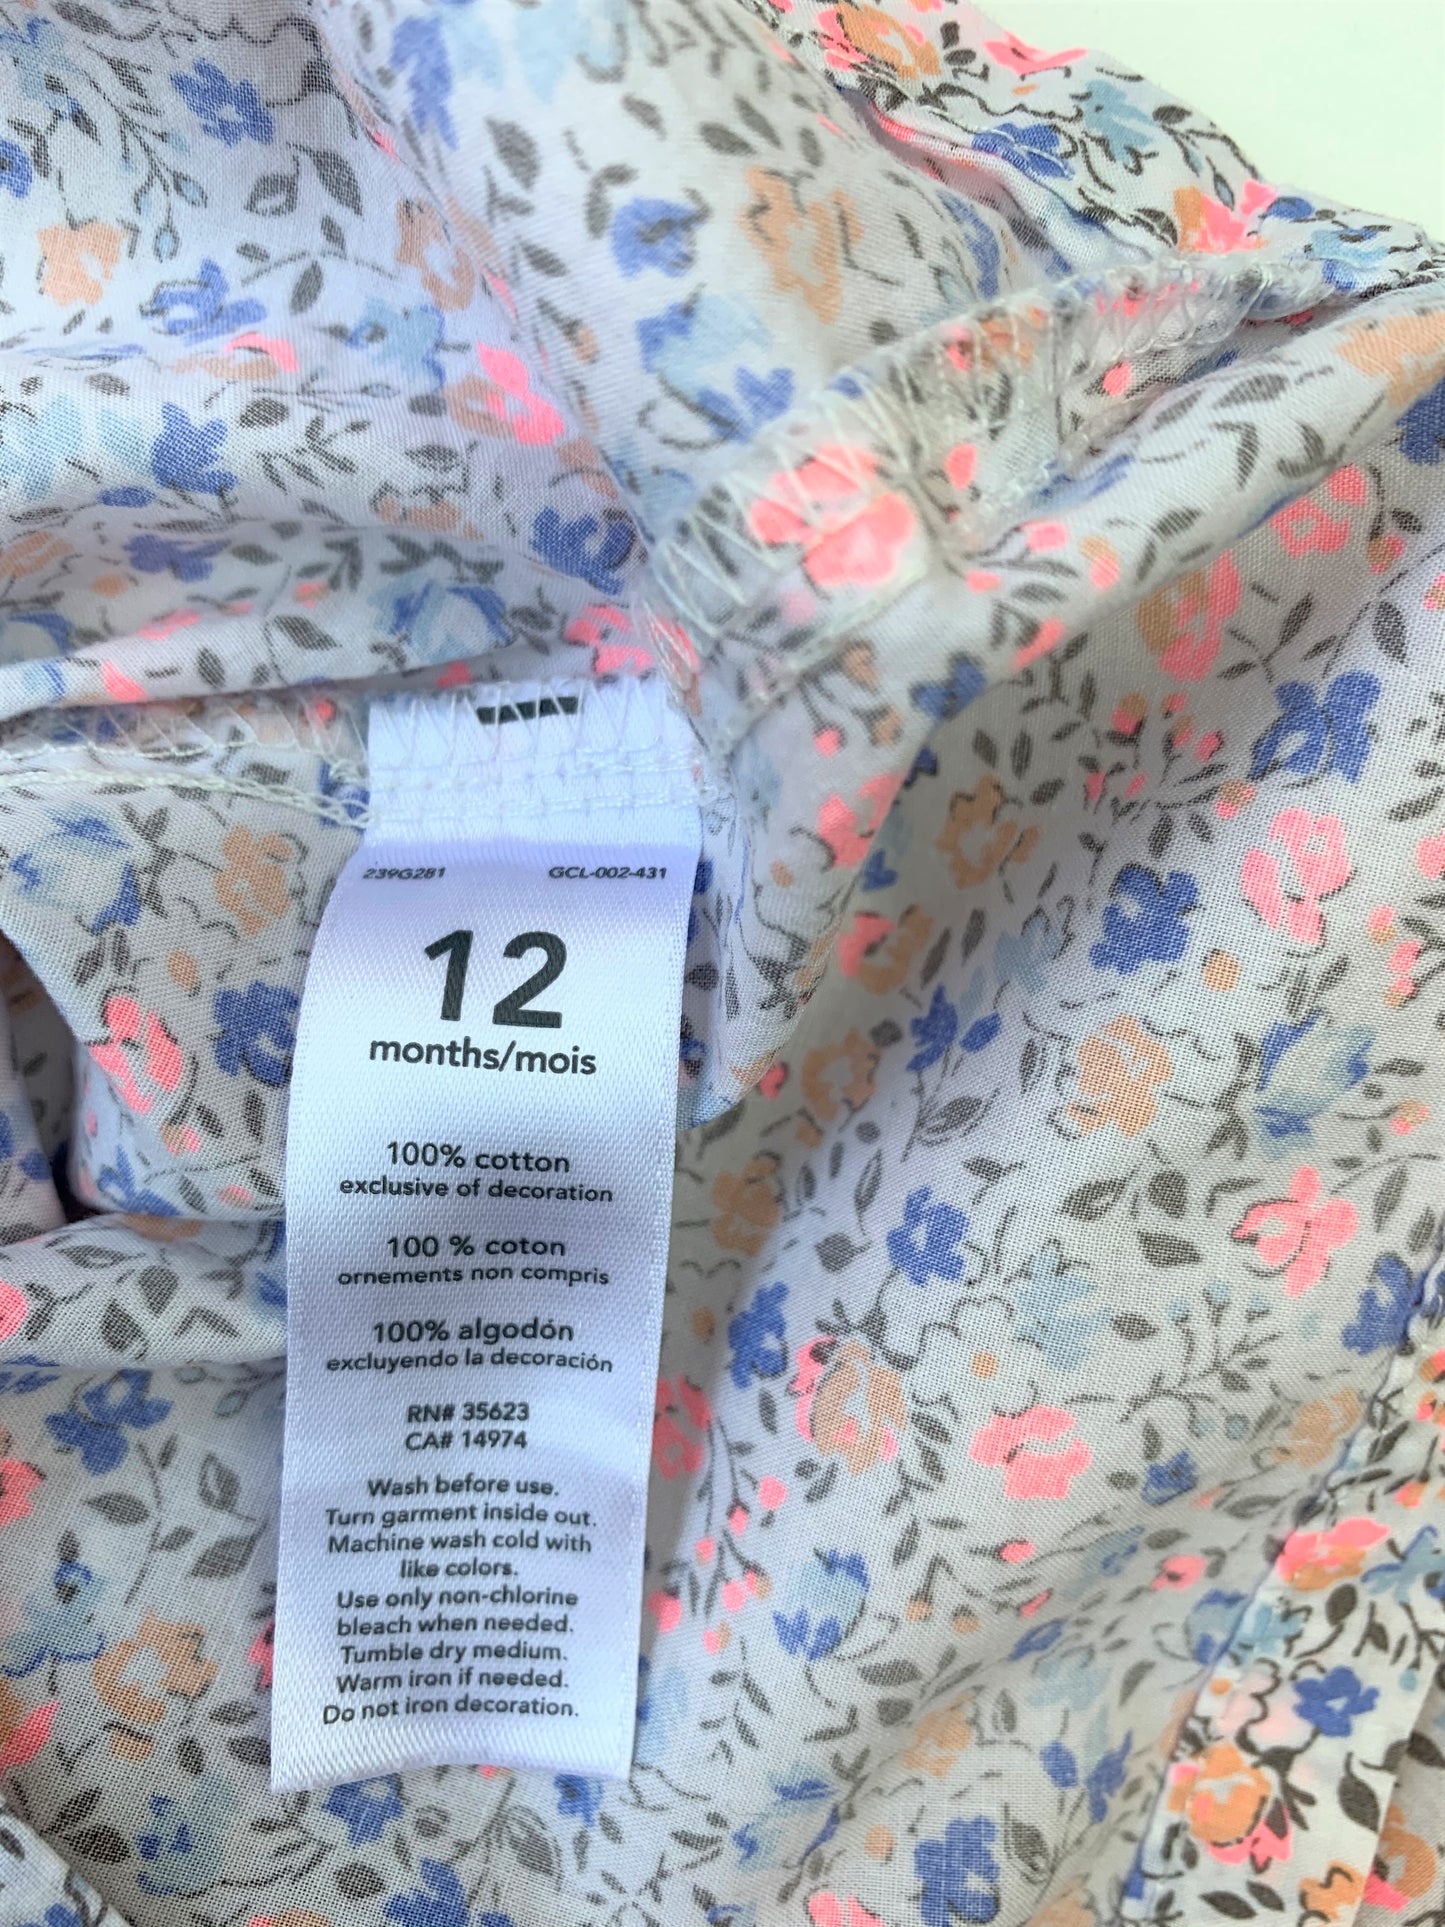 239G281 GCL-002-431
12
months/mois
100% cotton
exclusive of decoration
100 % coton
ornements non compris
100% algodón
excluyendo la decoración
RN# 35623
CA# 14974
Wash before use.
Turn garment inside out.
Machine wash cold with
like colors.
Use only non-chlorine
bleach when needed.
Tumble dry medium.
Warm iron if needed.
Do not iron decoration.